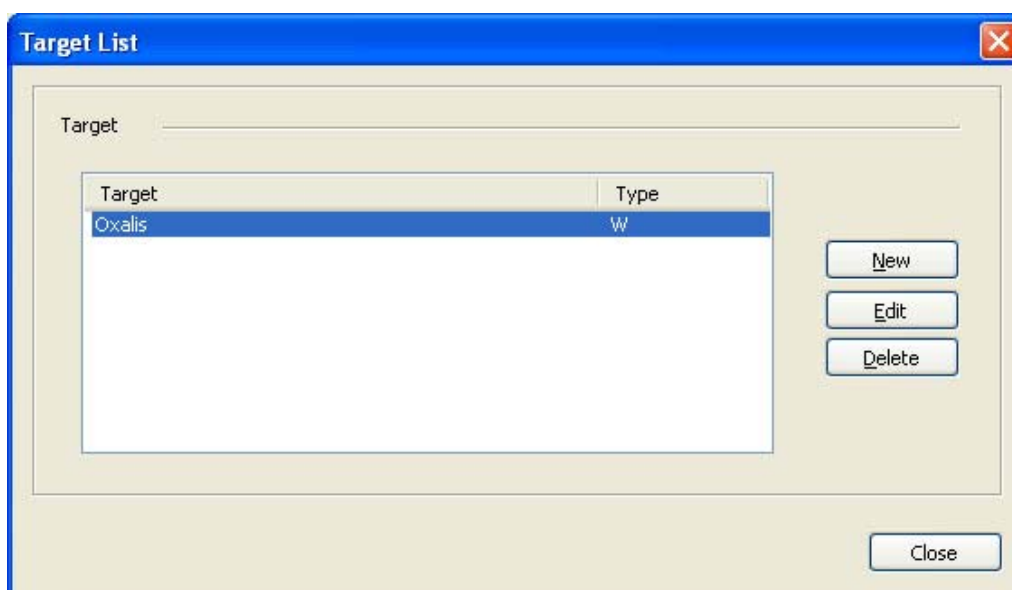 Target List
Target
Target Type
Oxalis W
New
Edit
Delete
Close